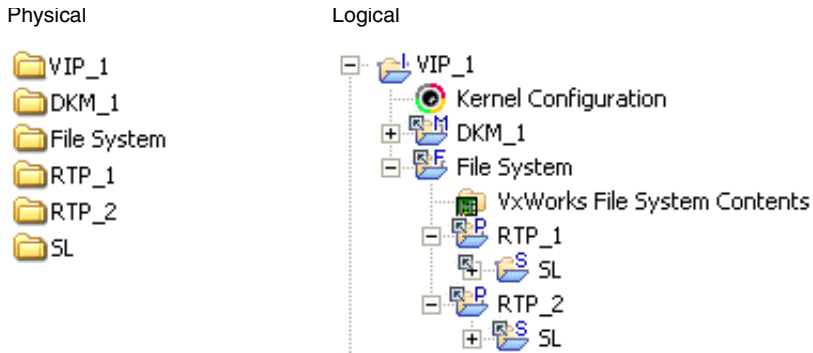 Physical
VIP_1
DKM_1
File System
RTP_1
RTP_2
SL
Logical
I VIP_1
Kernel Configuration
M DKM_1
F File System
VxWorks File System Contents
P RTP_1
S SL
P RTP_2
S SL